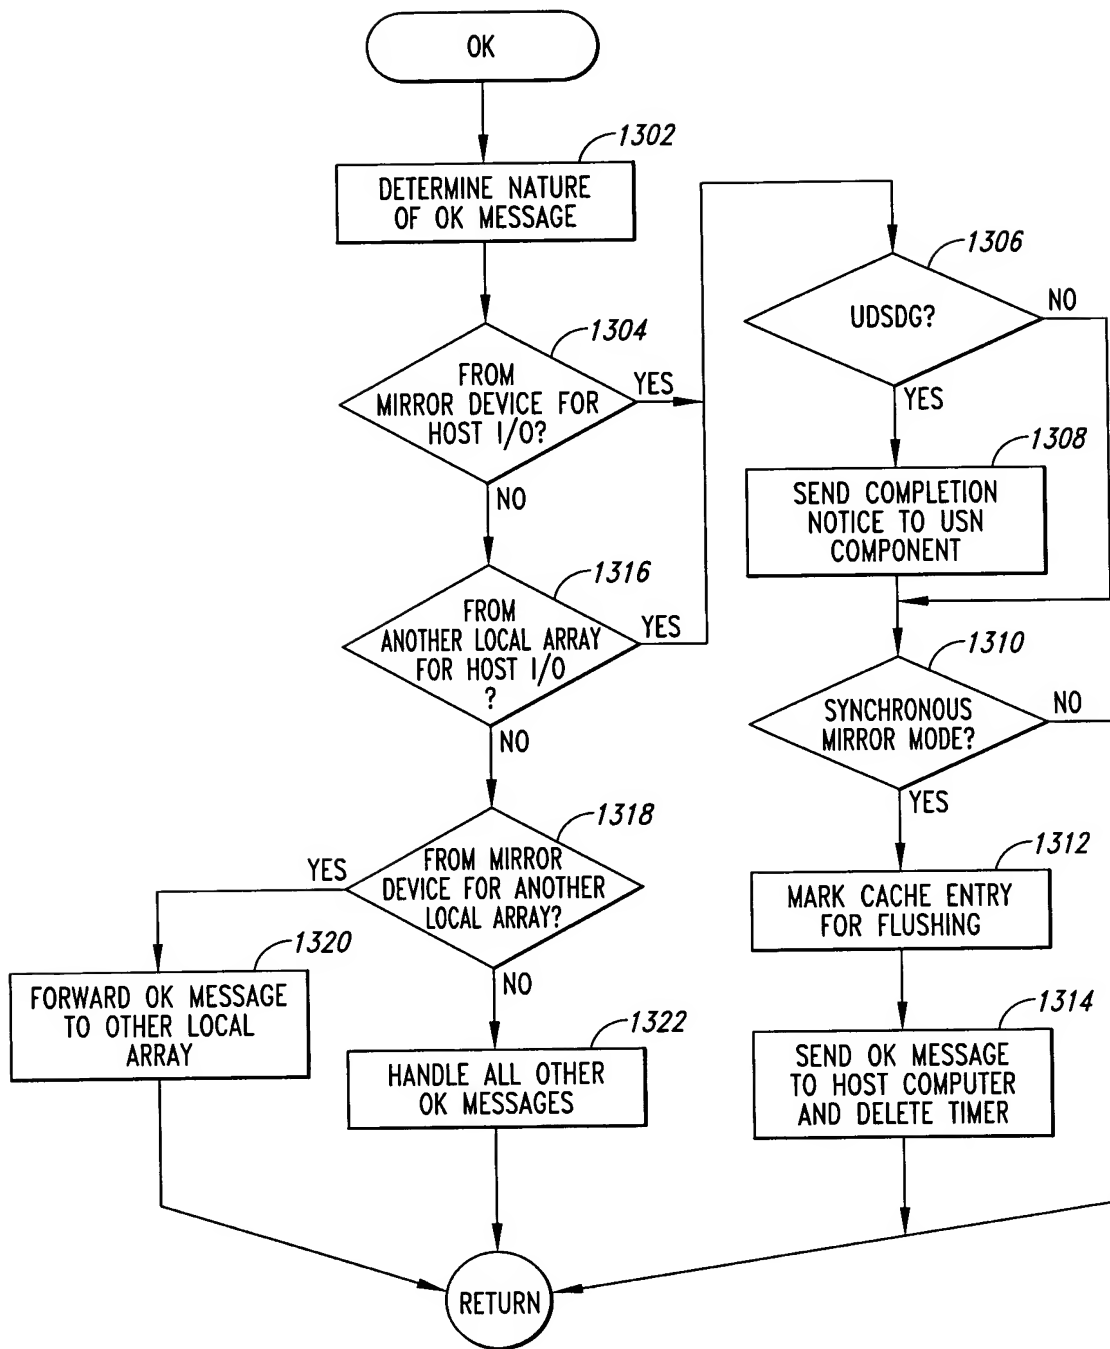 OK
1302
DETERMINE NATURE
OF OK MESSAGE
1304
FROM
MIRROR DEVICE FOR
HOST I/O?
YES
NO
1316
FROM
ANOTHER LOCAL ARRAY
FOR HOST I/O
?
YES
NO
1318
FROM MIRROR
DEVICE FOR ANOTHER
LOCAL ARRAY?
YES
NO
1320
FORWARD OK MESSAGE
TO OTHER LOCAL
ARRAY
1322
HANDLE ALL OTHER
OK MESSAGES
1306
UDSDG?
NO
YES
1308
SEND COMPLETION
NOTICE TO USN
COMPONENT
1310
SYNCHRONOUS
MIRROR MODE?
NO
YES
1312
MARK CACHE ENTRY
FOR FLUSHING
1314
SEND OK MESSAGE
TO HOST COMPUTER
AND DELETE TIMER
RETURN